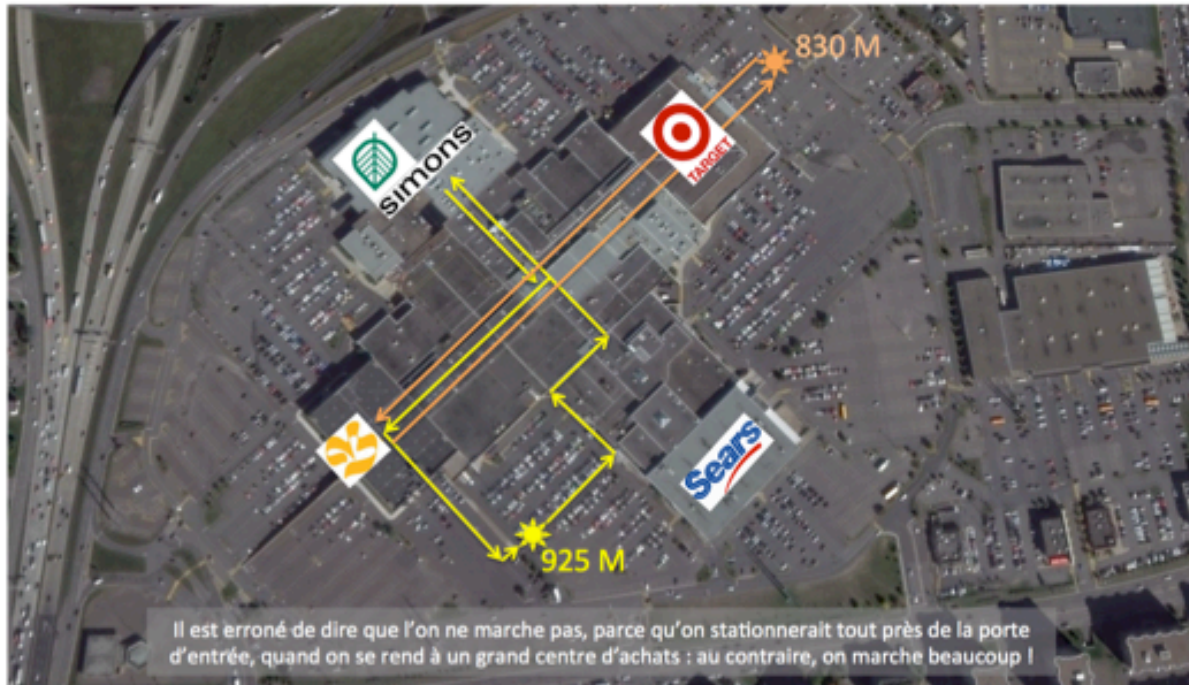 830 M
simons
TARGET
Sears
925 M
Il est erroné de dire que l'on ne marche pas, parce qu'on stationnerait tout près de la porte
d'entrée, quand on se rend à un grand centre d'achats : au contraire, on marche beaucoup !